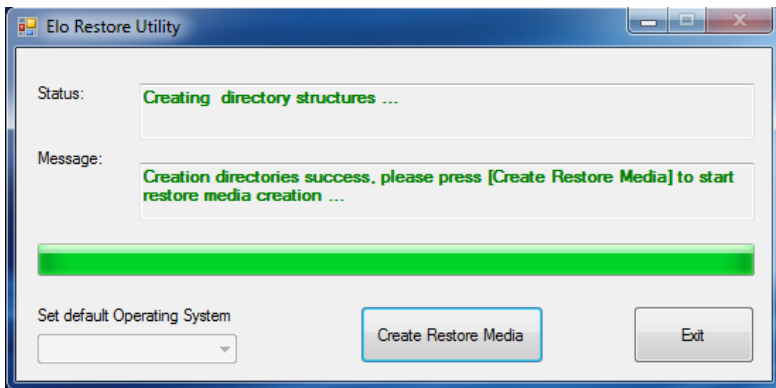 Elo Restore Utility
Status:
Creating directory structures ...
Message:
Creation directories success, please press [Create Restore Media] to start
restore media creation ...
Set default Operating System
Create Restore Media
Exit